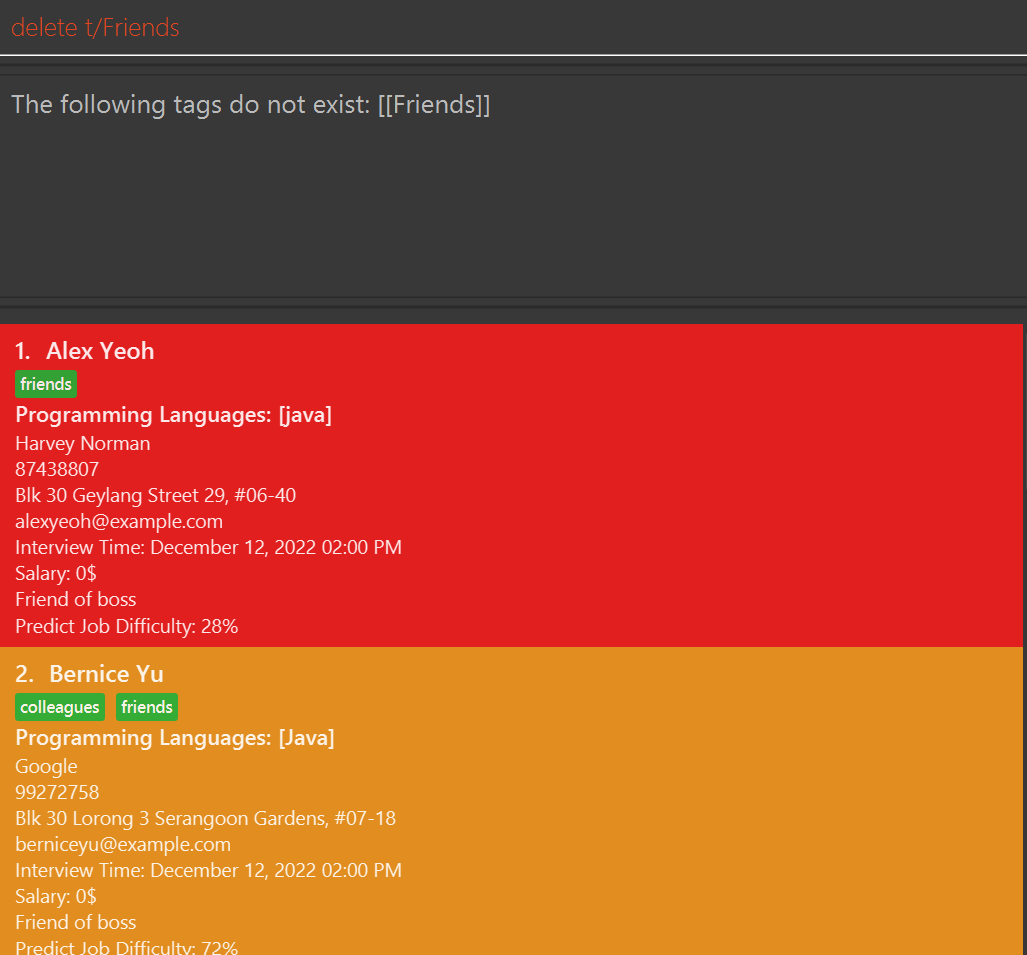 delete t/Friends
The following tags do not exist: [[Friends]]
1. Alex Yeoh
friends
Programming Languages: [java]
Harvey Norman
87438807
Blk 30 Geylang Street 29, #06-40
alexyeoh@example.com
Interview Time: December 12, 2022 02:00 PM
Salary: 0$
Friend of boss
Predict Job Difficulty: 28%
2. Bernice Yu
colleagues friends
Programming Languages: [Java]
Google
99272758
Blk 30 Lorong 3 Serangoon Gardens, #07-18
berniceyu@example.com
Interview Time: December 12, 2022 02:00 PM
Salary: 0$
Friend of boss
Predict Job Difficulty: 72%